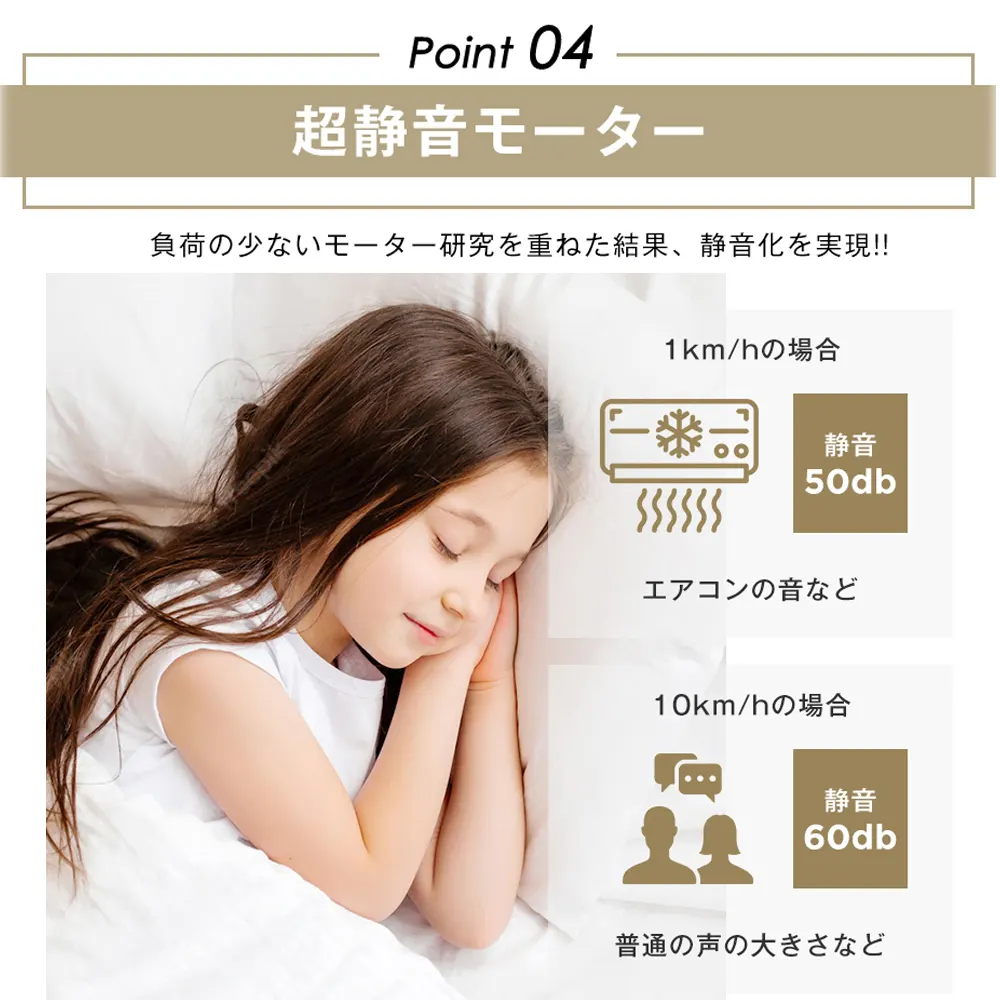 Point 04
超静音モーター
負荷の少ないモーター研究を重ねた結果、静音化を実現!!
1km/hの場合
静音
50db
エアコンの音など
10km/hの場合
静音
60db
普通の声の大きさなど